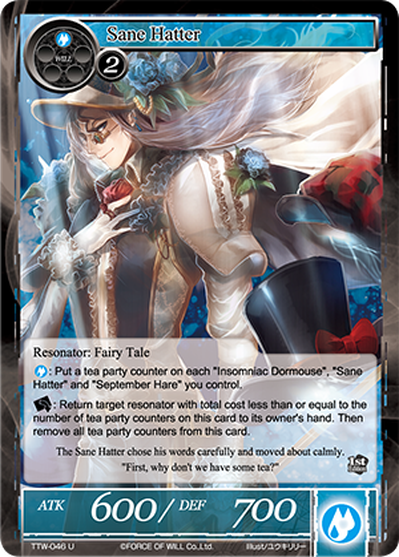 Sane Hatter
WILL
2
Resonator: Fairy Tale
: Put a tea party counter on each "Insomniac Dormouse", "Sane
Hatter" and "September Hare" you control.
: Return target resonator with total cost less than or equal to the
number of tea party counters on this card to its owner's hand. Then
remove all tea party counters from this card.
The Sane Hatter chose his words carefully and moved about calmly.
"First, why don't we have some tea?"
1st
Edition
ATK 600 / DEF 700
TTW-046 U ©FORCE OF WILL Co.,Ltd. Illust/ユウキリリー